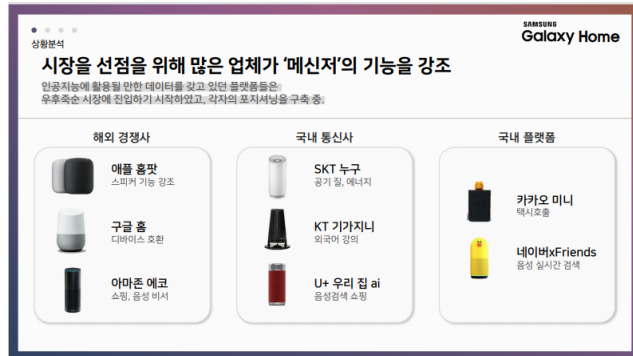 SAMSUNG
Galaxy Home
상황분석
시장을 선점을 위해 많은 업체가 '메신저'의 기능을 강조
인공지능에 활용될 만한 데이터를 갖고 있던 플랫폼들은
우후죽순 시장에 진입하기 시작하였고, 각자의 포지셔닝을 구축 중.
해외 경쟁사
애플 홈팟
스피커 기능 강조
구글 홈
디바이스 호환
아마존 에코
쇼핑, 음성 비서
국내 통신사
SKT 누구
공기 질, 에너지
KT 기가지니
외국어 강의
U+ 우리 집 ai
음성검색 쇼핑
국내 플랫폼
카카오 미니
택시호출
네이버xFriends
음성 실시간 검색